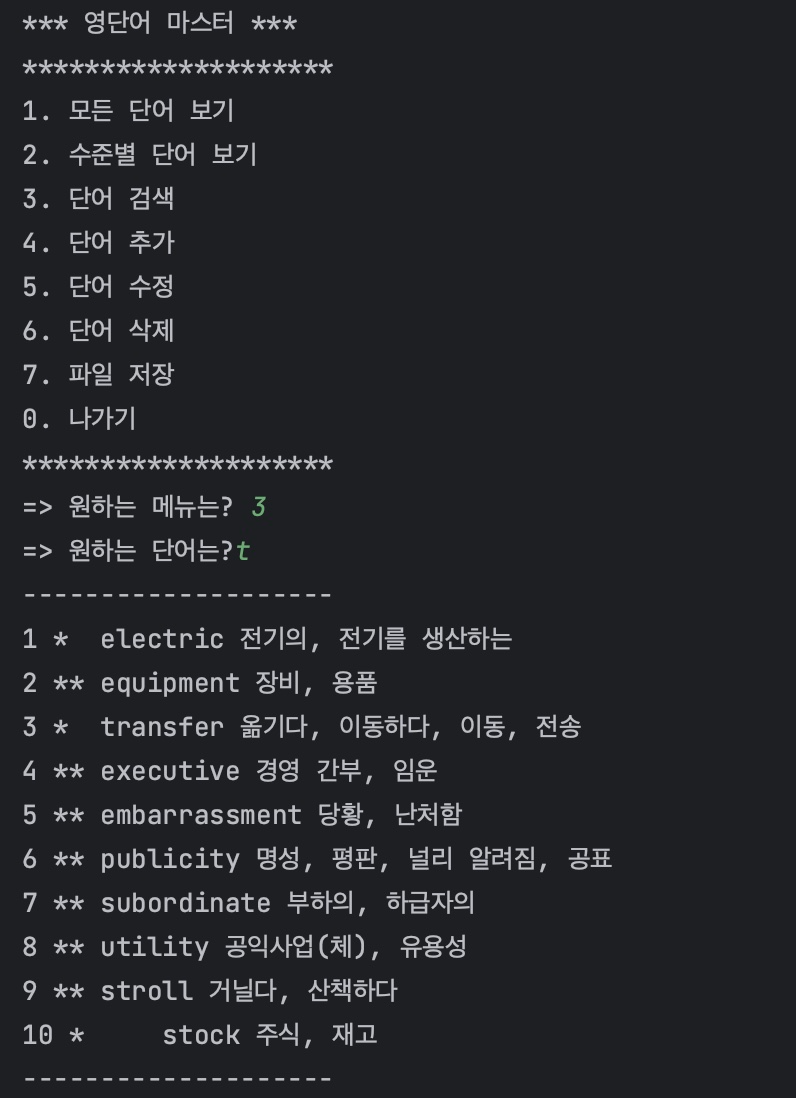 *** 영단어 마스터 ***
********************
1. 모든 단어 보기
2. 수준별 단어 보기
3. 단어 검색
4. 단어 추가
5. 단어 수정
6. 단어 삭제
7. 파일 저장
0. 나가기
********************
=> 원하는 메뉴는? 3
=> 원하는 단어는?t
--------------------
1 *  electric 전기의, 전기를 생산하는
2 ** equipment 장비, 용품
3 *  transfer 옮기다, 이동하다, 이동, 전송
4 ** executive 경영 간부, 임운
5 ** embarrassment 당황, 난처함
6 ** publicity 명성, 평판, 널리 알려짐, 공표
7 ** subordinate 부하의, 하급자의
8 ** utility 공익사업(체), 유용성
9 ** stroll 거닐다, 산책하다
10 *     stock 주식, 재고
--------------------